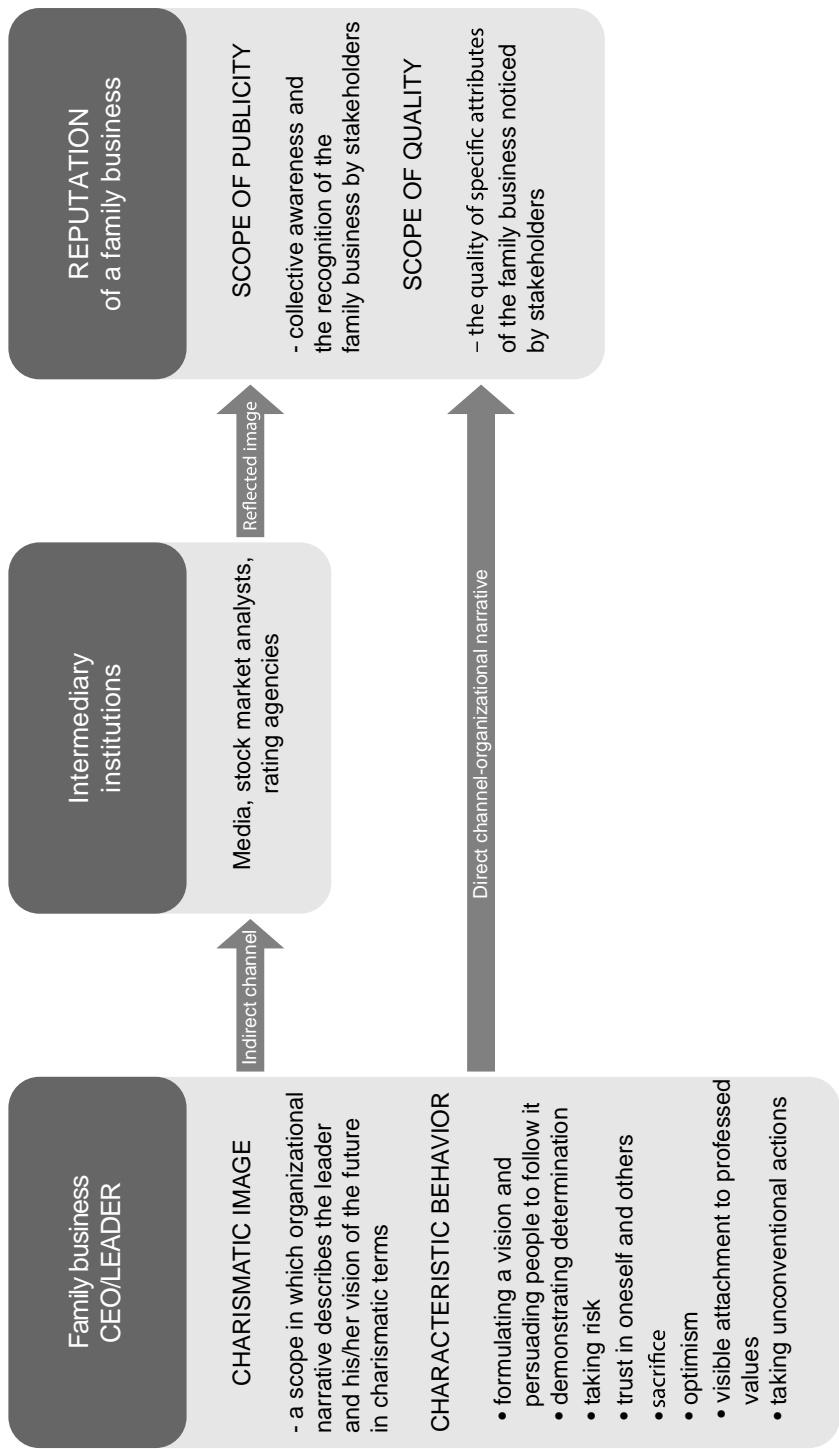 Family business
CEO/LEADER
CHARISMATIC IMAGE
- a scope in which organizational
narrative describes the leader
and his/her vision of the future
in charismatic terms
CHARACTERISTIC BEHAVIOR
• formulating a vision and
persuading people to follow it
• demonstrating determination
• taking risk
• trust in oneself and others
• sacrifice
• optimism
• visible attachment to professed
values
• taking unconventional actions
Indirect channel
Intermediary
institutions
Media, stock market analysts,
rating agencies
Reflected image
Direct channel-organizational narrative
REPUTATION
of a family business
SCOPE OF PUBLICITY
- collective awareness and
the recognition of the
family business by stakeholders
SCOPE OF QUALITY
– the quality of specific attributes
of the family business noticed
by stakeholders